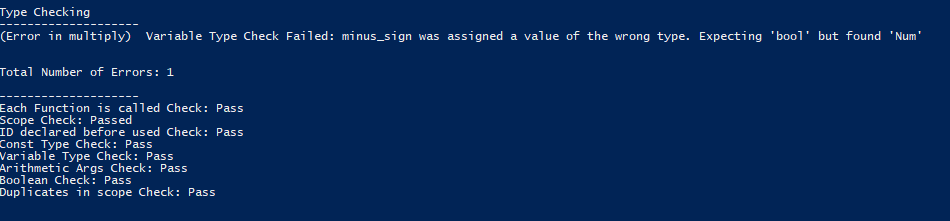 Type Checking
--------------------
(Error in multiply)  Variable Type Check Failed: minus_sign was assigned a value of the wrong type. Expecting 'bool' but found 'Num'
Total Number of Errors: 1
--------------------
Each Function is called Check: Pass
Scope Check: Passed
ID declared before used Check: Pass
Const Type Check: Pass
Variable Type Check: Pass
Arithmetic Args Check: Pass
Boolean Check: Pass
Duplicates in scope Check: Pass